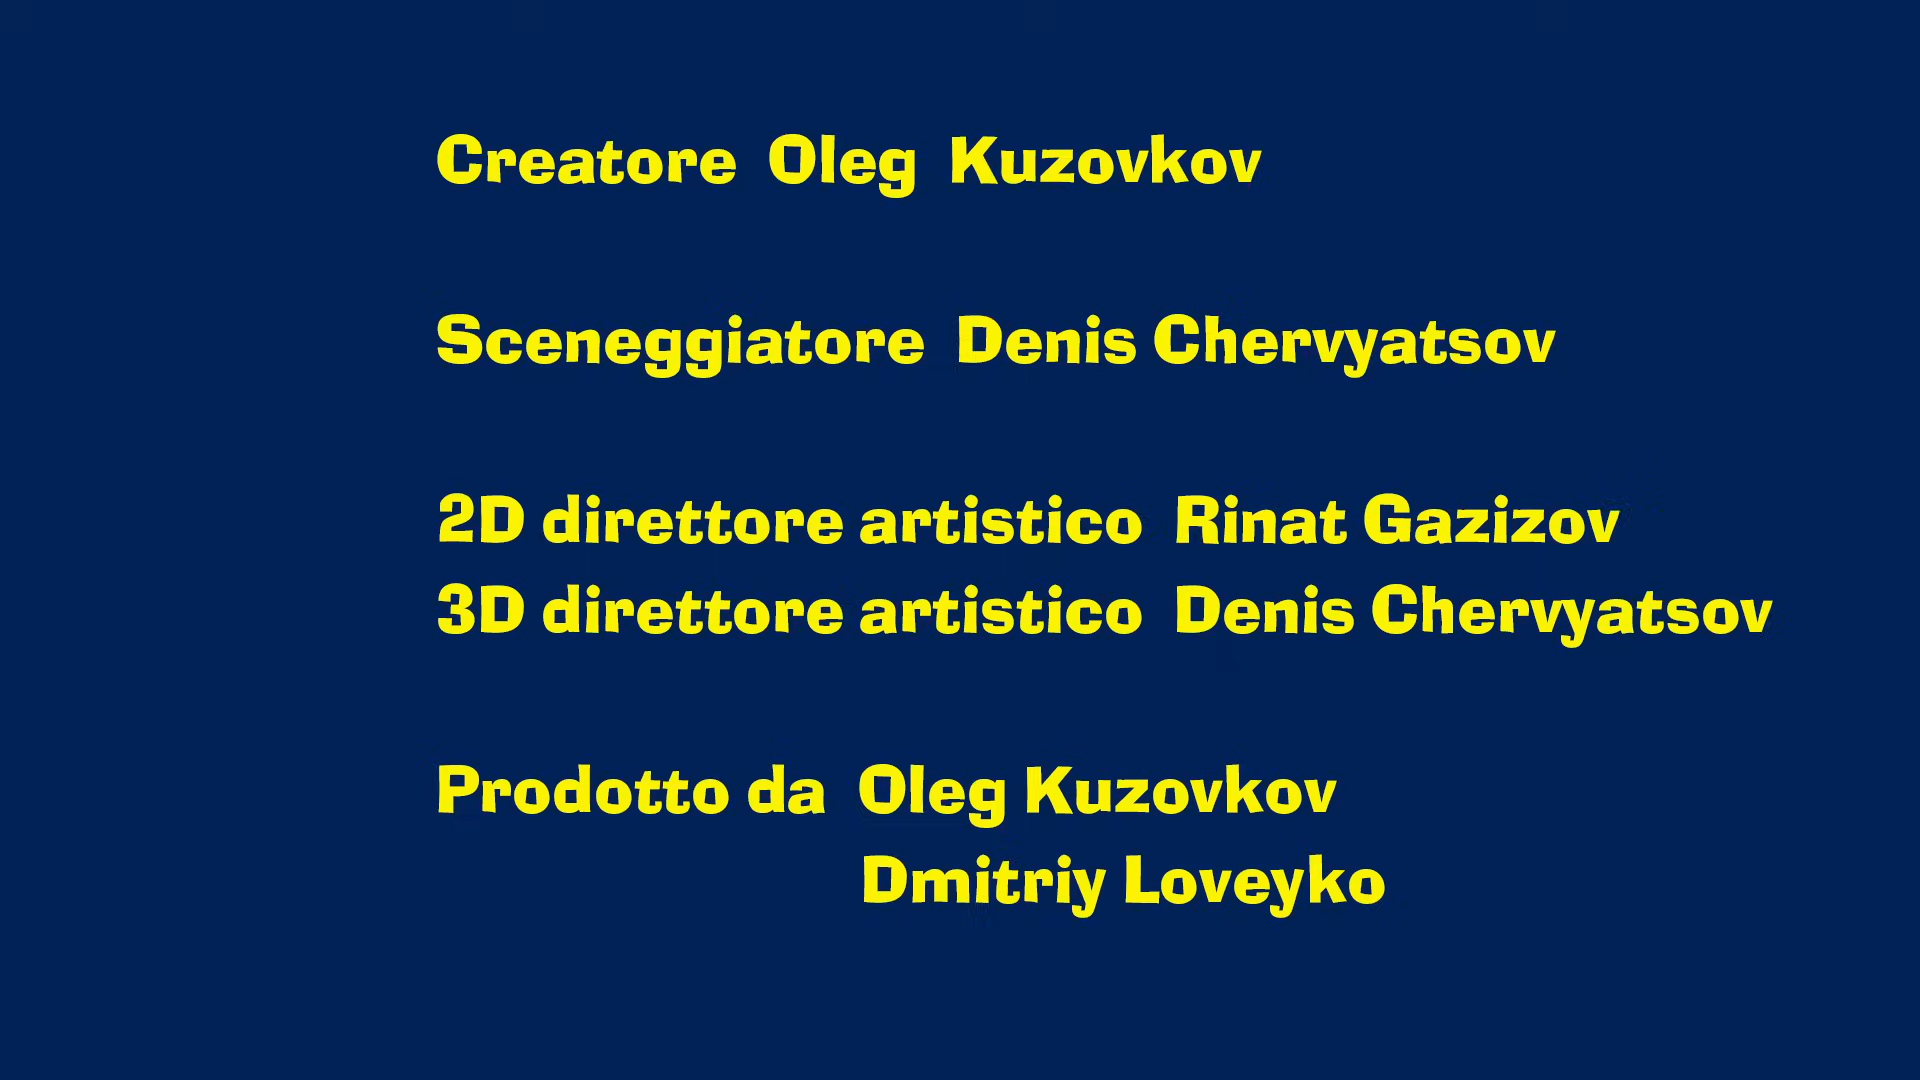 Creatore Oleg Kuzovkov
Sceneggiatore Denis Chervyatsov
2D direttore artistico Rinat Gazizov
3D direttore artistico Denis Chervyatsov
Prodotto da Oleg Kuzovkov
Dmitriy Loveyko